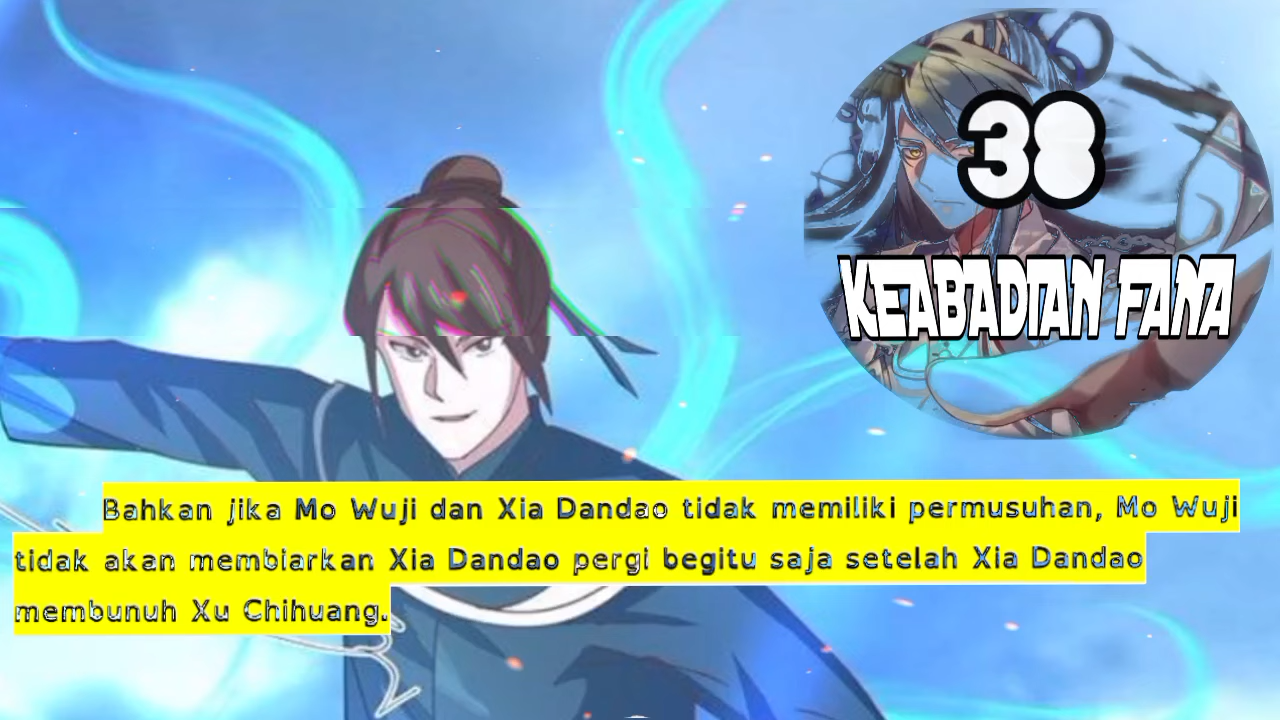 38
KEABADIAN FANA
Bahkan jika Mo Wuji dan Xia Dandao tidak memiliki permusuhan, Mo Wuji
tidak akan membiarkan Xia Dandao pergi begitu saja setelah Xia Dandao
membunuh Xu Chihuang.